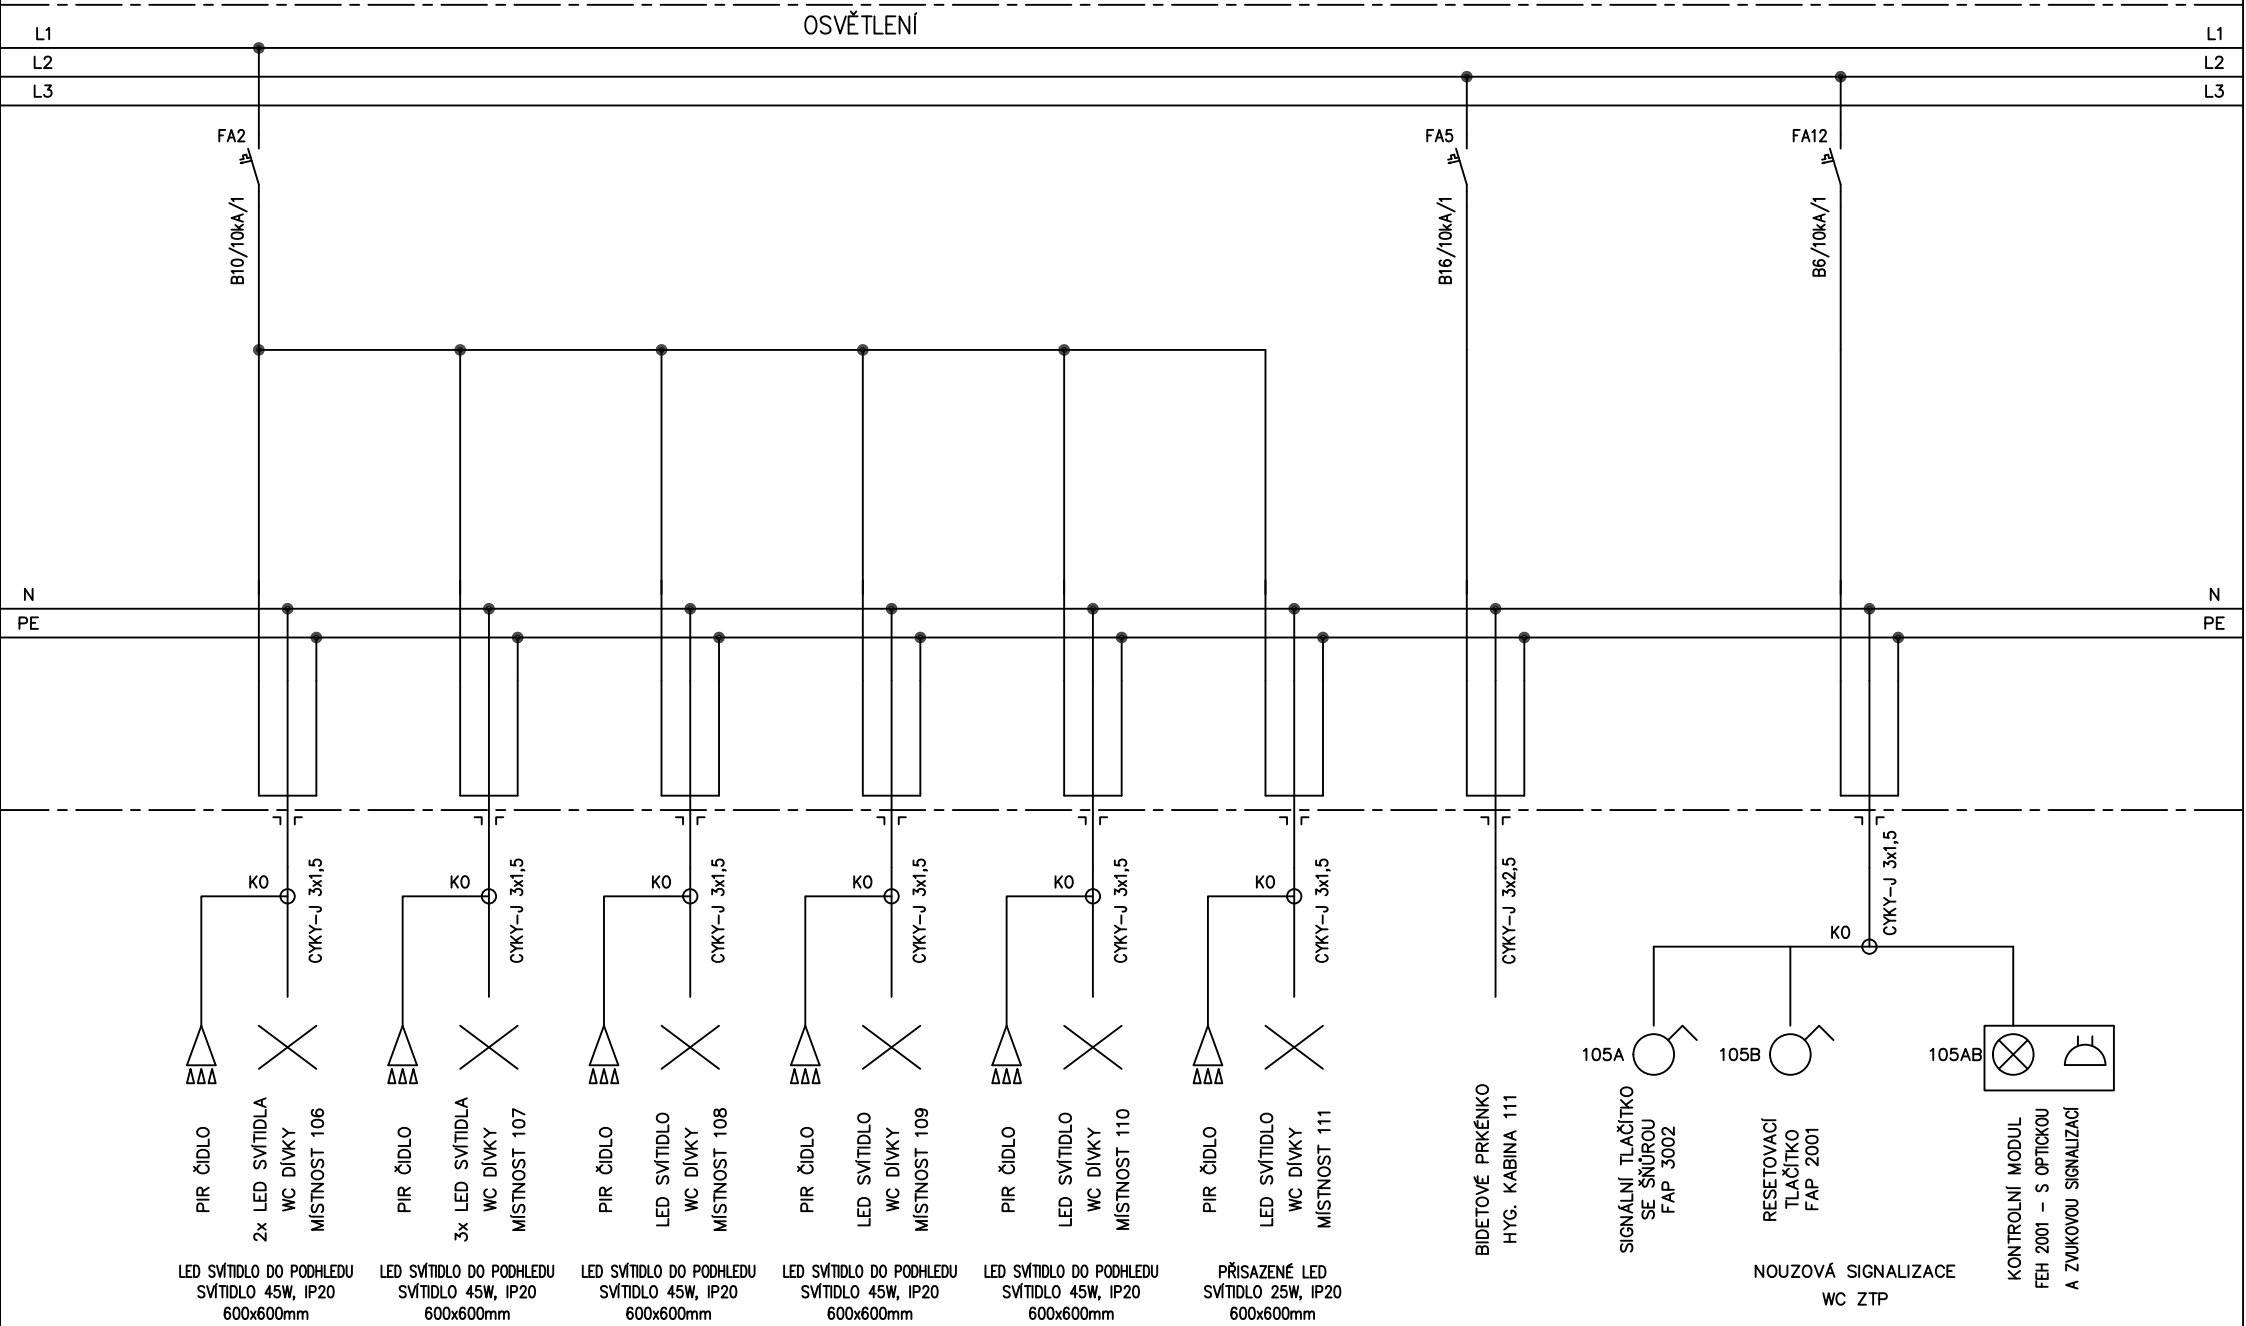 OSVĚTLENÍ
L1
L1
L2
L2
L3
L3
FA2
FA5
FA12
B10/10kA/1
B16/10kA/1
B6/10kA/1
N
N
PE
PE
KO
CYKY-J 3x1,5
KO
CYKY-J 3x1,5
KO
CYKY-J 3x1,5
KO
CYKY-J 3x1,5
KO
CYKY-J 3x1,5
KO
CYKY-J 3x1,5
CYKY-J 3x2,5
KO
CYKY-J 3x1,5
105A
105B
105AB
PIR ČIDLO
2x LED SVÍTIDLA
WC DÍVKY
MÍSTNOST 106
PIR ČIDLO
3x LED SVÍTIDLA
WC DÍVKY
MÍSTNOST 107
PIR ČIDLO
LED SVÍTIDLO
WC DÍVKY
MÍSTNOST 108
PIR ČIDLO
LED SVÍTIDLO
WC DÍVKY
MÍSTNOST 109
PIR ČIDLO
LED SVÍTIDLO
WC DÍVKY
MÍSTNOST 110
PIR ČIDLO
LED SVÍTIDLO
WC DÍVKY
MÍSTNOST 111
BIDETOVÉ PRKÉNKO
HYG. KABINA 111
SIGNÁLNÍ TLAČÍTKO
SE ŠŇŮROU
FAP 3002
RESETOVACÍ
TLAČÍTKO
FAP 2001
KONTROLNÍ MODUL
FEH 2001 - S OPTICKOU
A ZVUKOVOU SIGNALIZACÍ
LED SVÍTIDLO DO PODHLEDU
SVÍTIDLO 45W, IP20
600x600mm
LED SVÍTIDLO DO PODHLEDU
SVÍTIDLO 45W, IP20
600x600mm
LED SVÍTIDLO DO PODHLEDU
SVÍTIDLO 45W, IP20
600x600mm
LED SVÍTIDLO DO PODHLEDU
SVÍTIDLO 45W, IP20
600x600mm
LED SVÍTIDLO DO PODHLEDU
SVÍTIDLO 45W, IP20
600x600mm
PŘISAZENÉ LED
SVÍTIDLO 25W, IP20
600x600mm
NOUZOVÁ SIGNALIZACE
WC ZTP